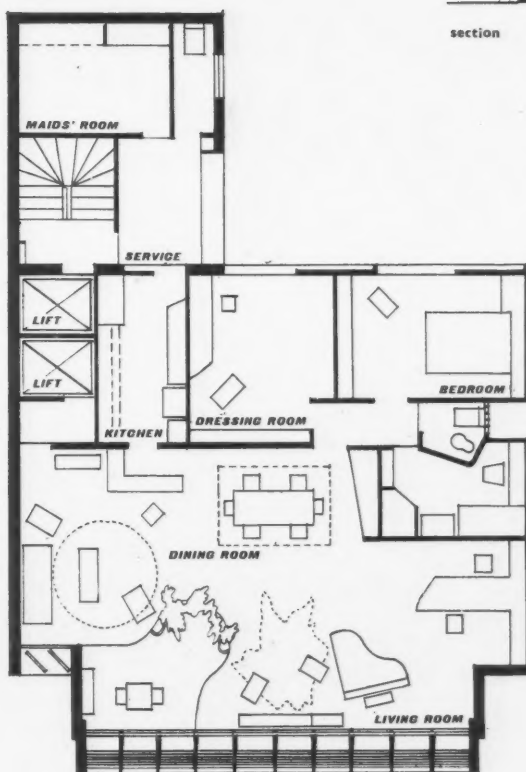 section
MAIDS' ROOM
SERVICE
LIFT
LIFT
KITCHEN
DRESSING ROOM
BEDROOM
DINING ROOM
LIVING ROOM